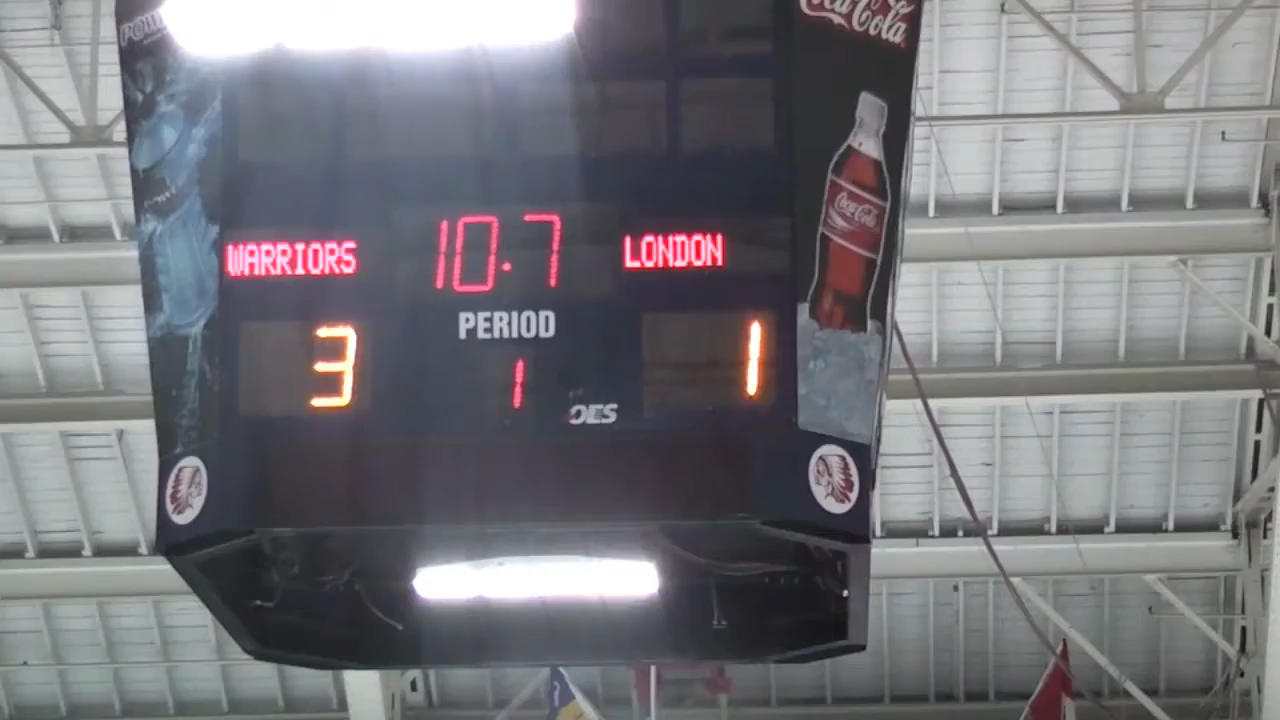 Coca-Cola
Coca-Cola
WARRIORS
10.7
LONDON
PERIOD
3
1
1
OES